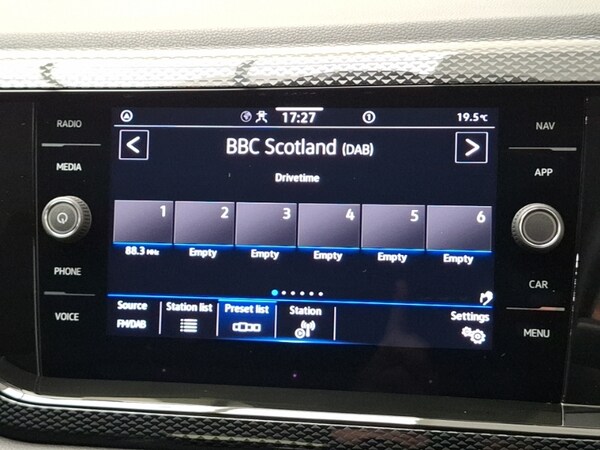 RADIO
MEDIA
PHONE
VOICE
17:27
1
19.5°C
< BBC Scotland (DAB) >
Drivetime
1 2 3 4 5 6
88.3 MHz Empty Empty Empty Empty Empty
Source Station list Preset list Station Settings
FM/DAB
NAV
APP
CAR
MENU